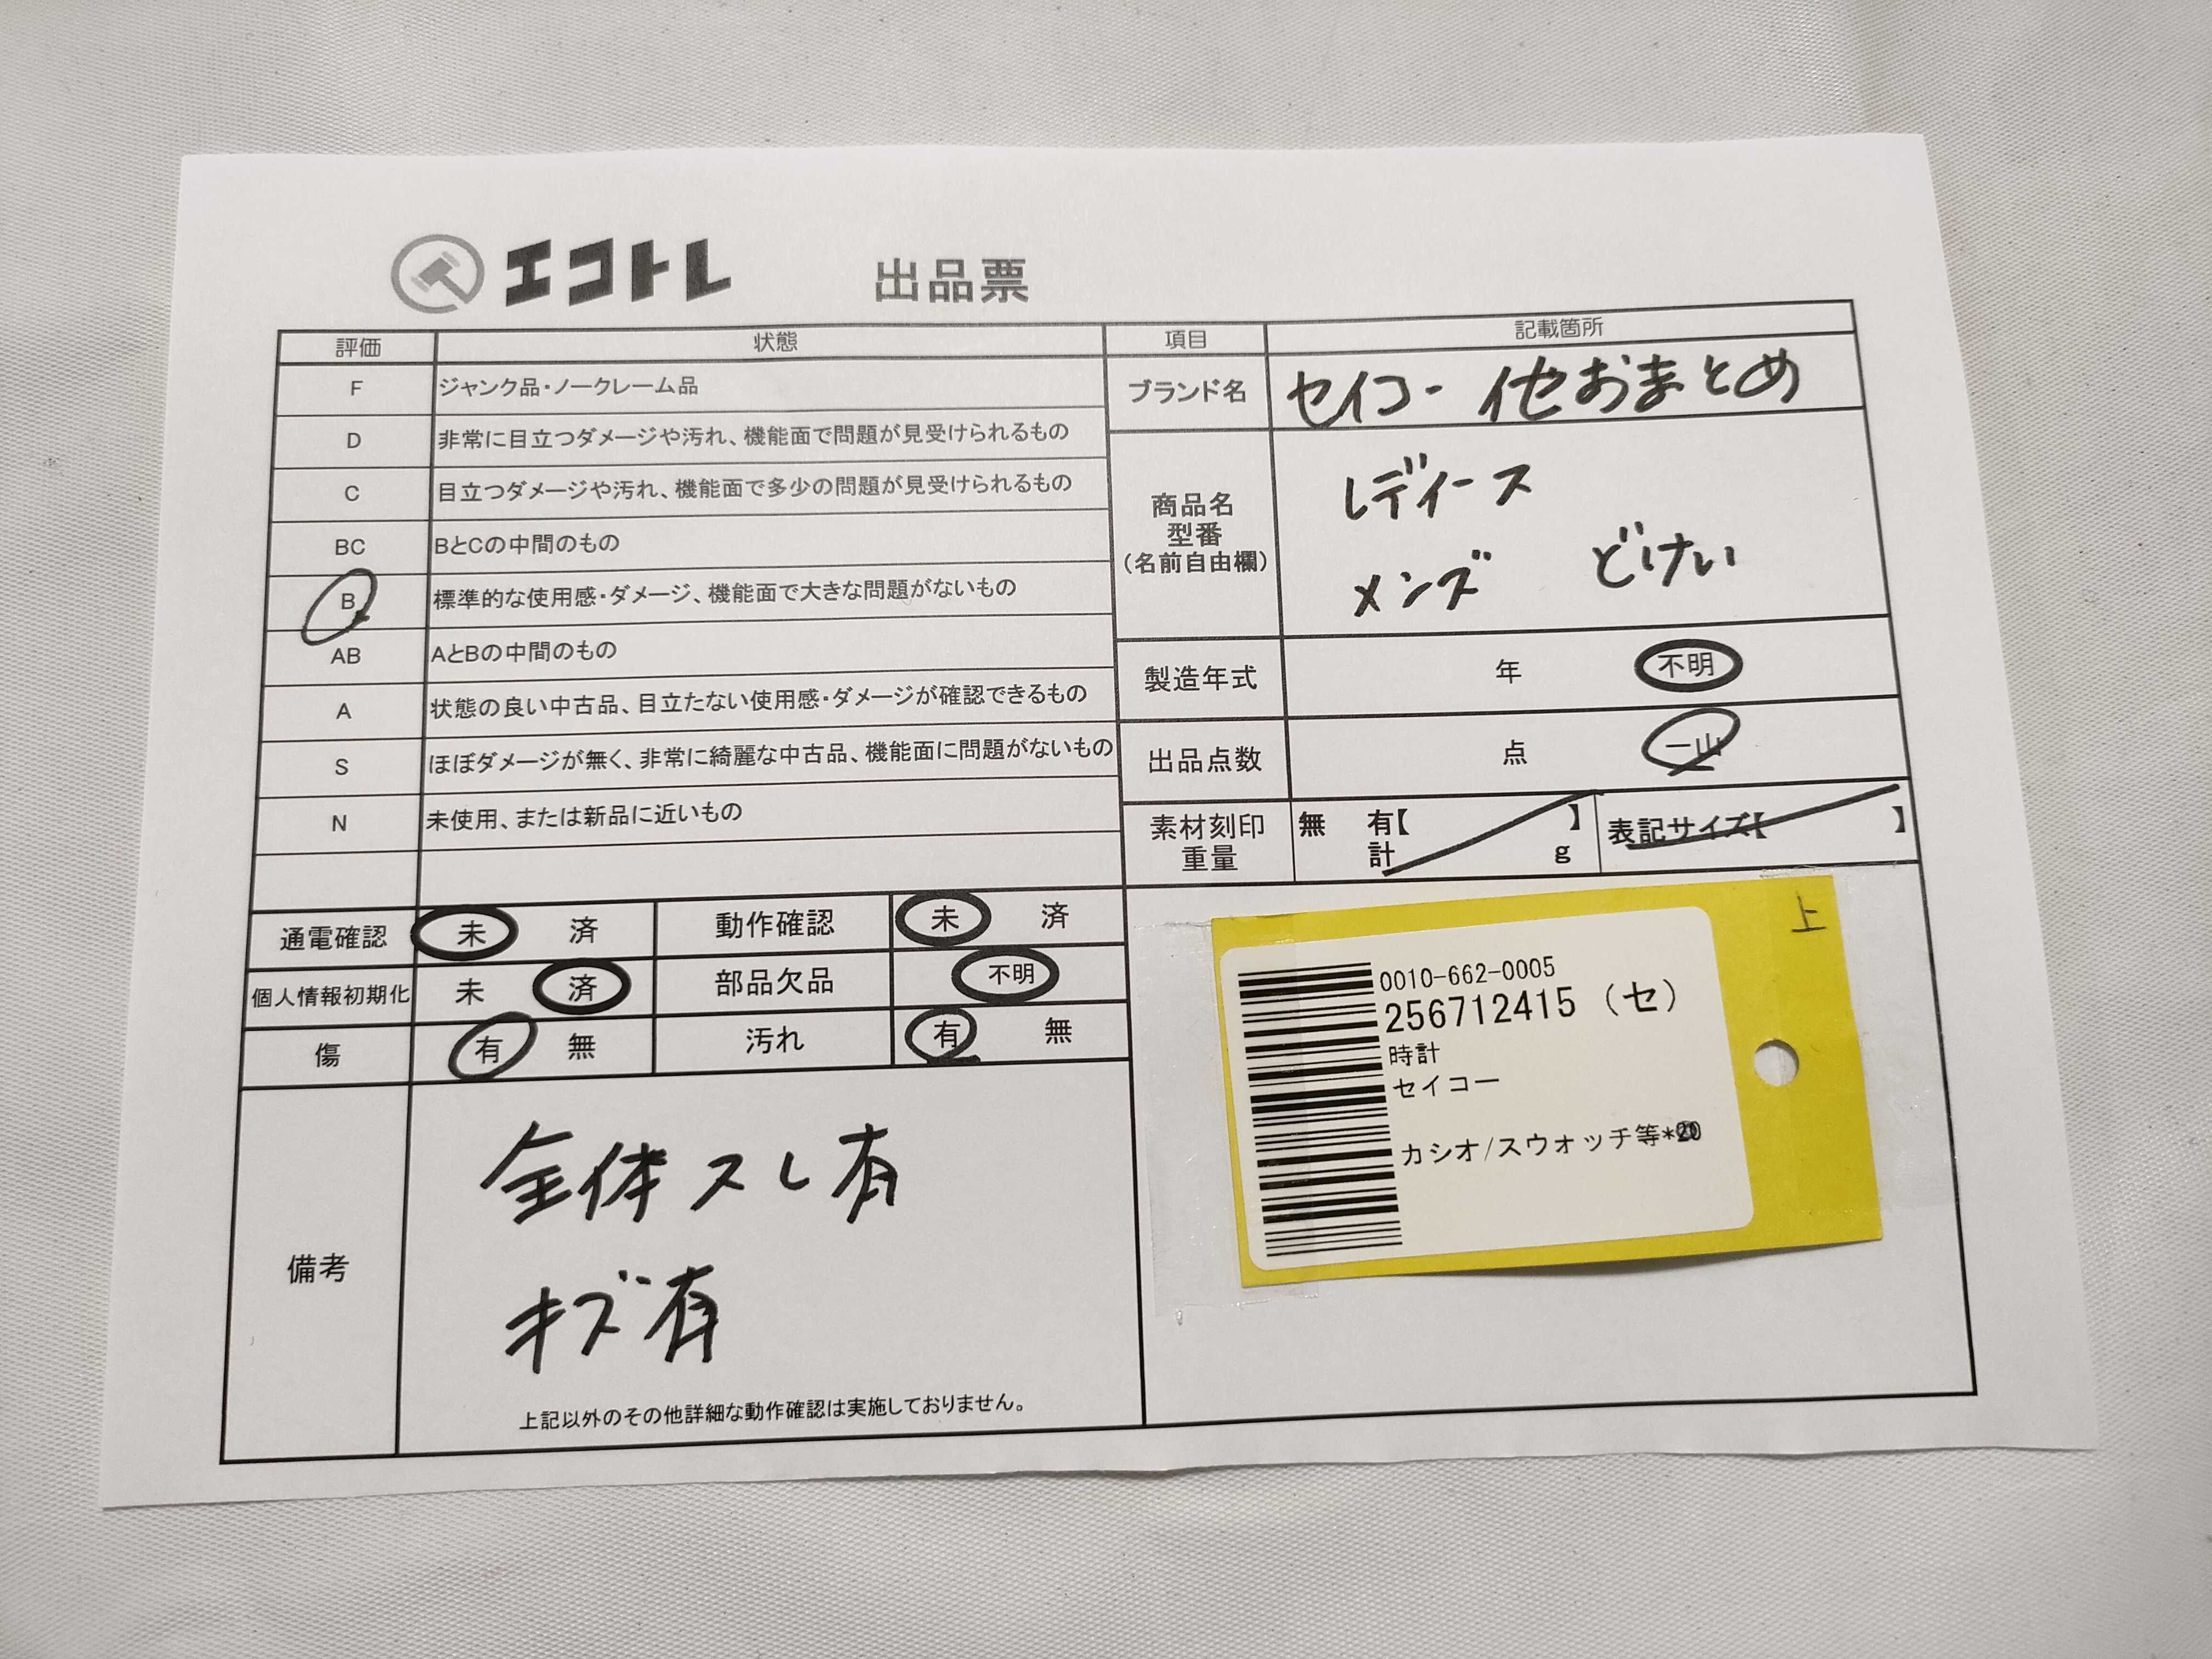 エコトレ 出品票
評価 状態
F ジャンク品・ノークレーム品
D 非常に目立つダメージや汚れ、機能面で問題が見受けられるもの
C 目立つダメージや汚れ、機能面で多少の問題が見受けられるもの
BC BとCの中間のもの
B 標準的な使用感・ダメージ、機能面で大きな問題がないもの
AB AとBの中間のもの
A 状態の良い中古品、目立たない使用感・ダメージが確認できるもの
S ほぼダメージが無く、非常に綺麗な中古品、機能面に問題がないもの
N 未使用、または新品に近いもの
項目 記載箇所
ブランド名 セイコー 他おまとめ
商品名
型番
(名前自由欄)
レディース
メンズ どけい
製造年式 年 不明
出品点数 点 一山
素材刻印 無 有【 】 表記サイズ【 】
重量 計 g
通電確認 未 済 動作確認 未 済
個人情報初期化 未 済 部品欠品 不明
傷 有 無 汚れ 有 無
備考
全体スレ有
キズ有
上記以外のその他詳細な動作確認は実施しておりません。
上
0010-662-0005
256712415 (セ)
時計
セイコー
カシオ/スウォッチ等*20